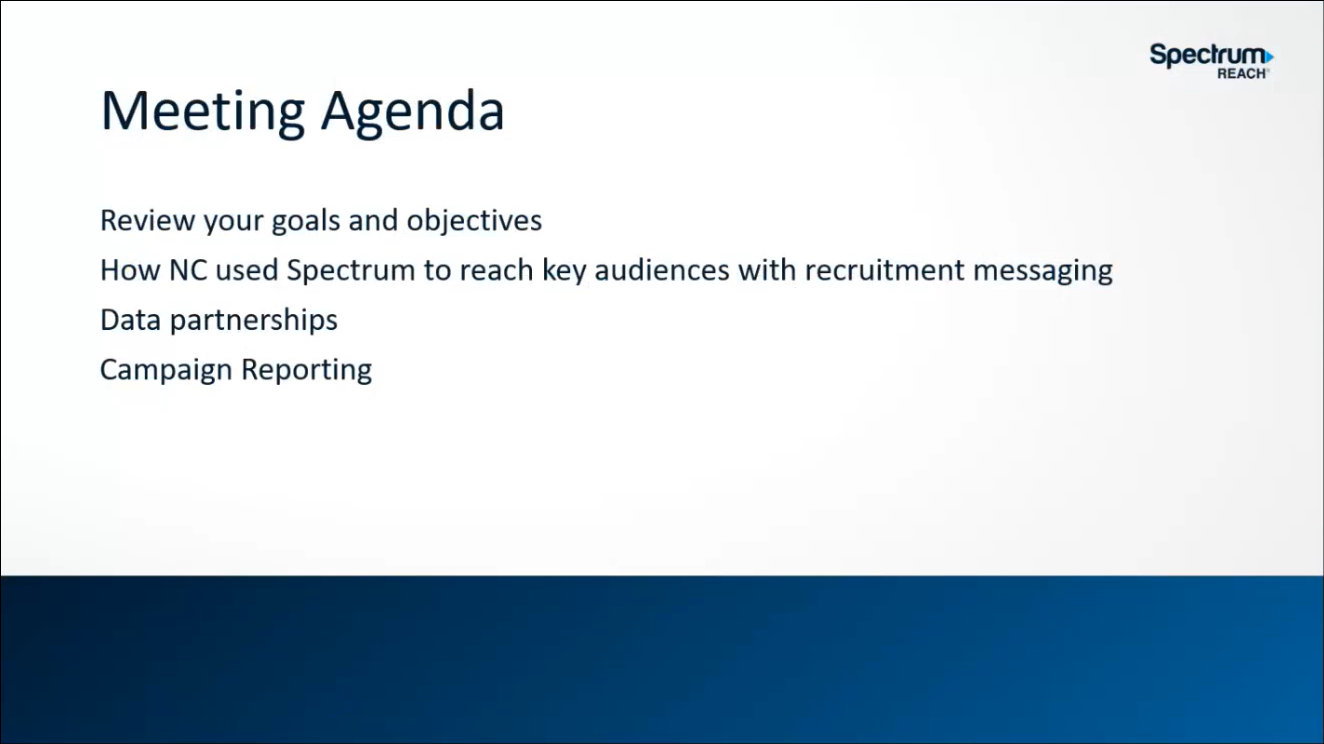 Spectrum
REACH
Meeting Agenda
Review your goals and objectives
How NC used Spectrum to reach key audiences with recruitment messaging
Data partnerships
Campaign Reporting